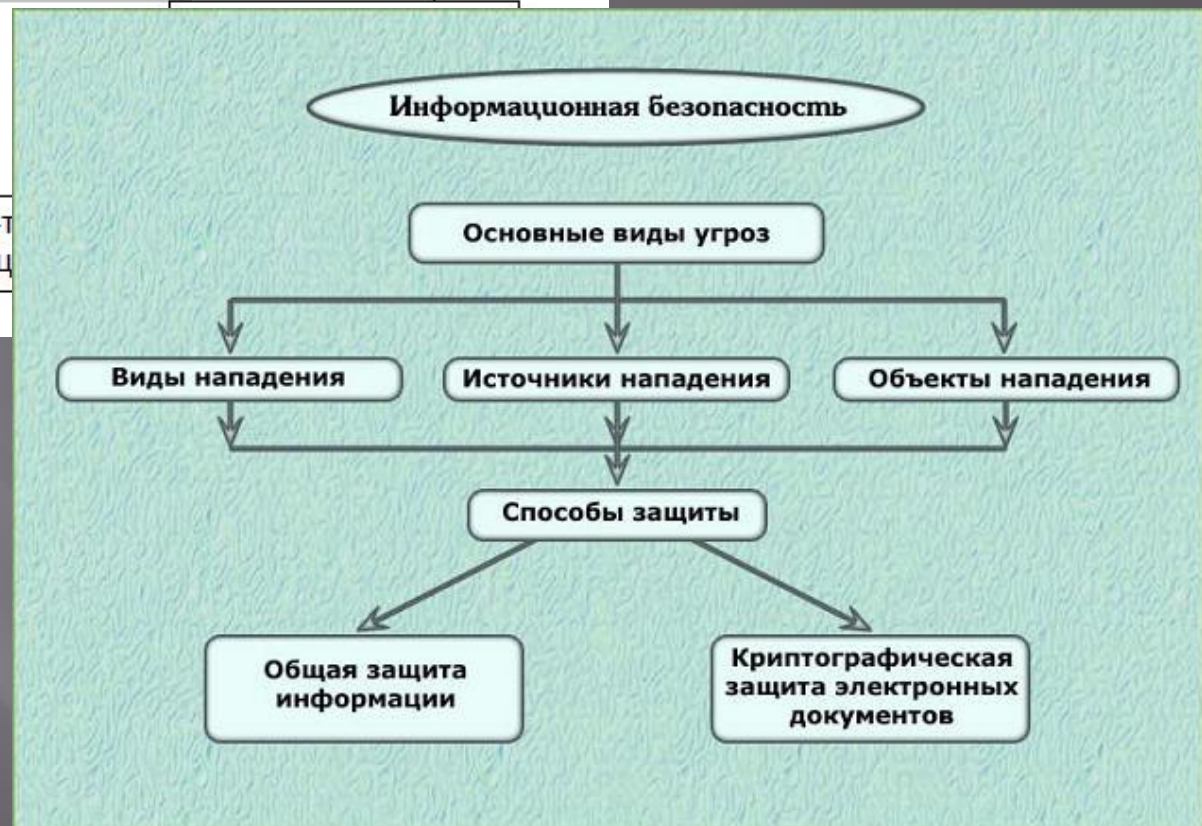 Информационная безопасность
Основные виды угроз
Виды нападения
Источники нападения
Объекты нападения
Способы защиты
Общая защита
информации
Криптографическая
защита электронных
документов